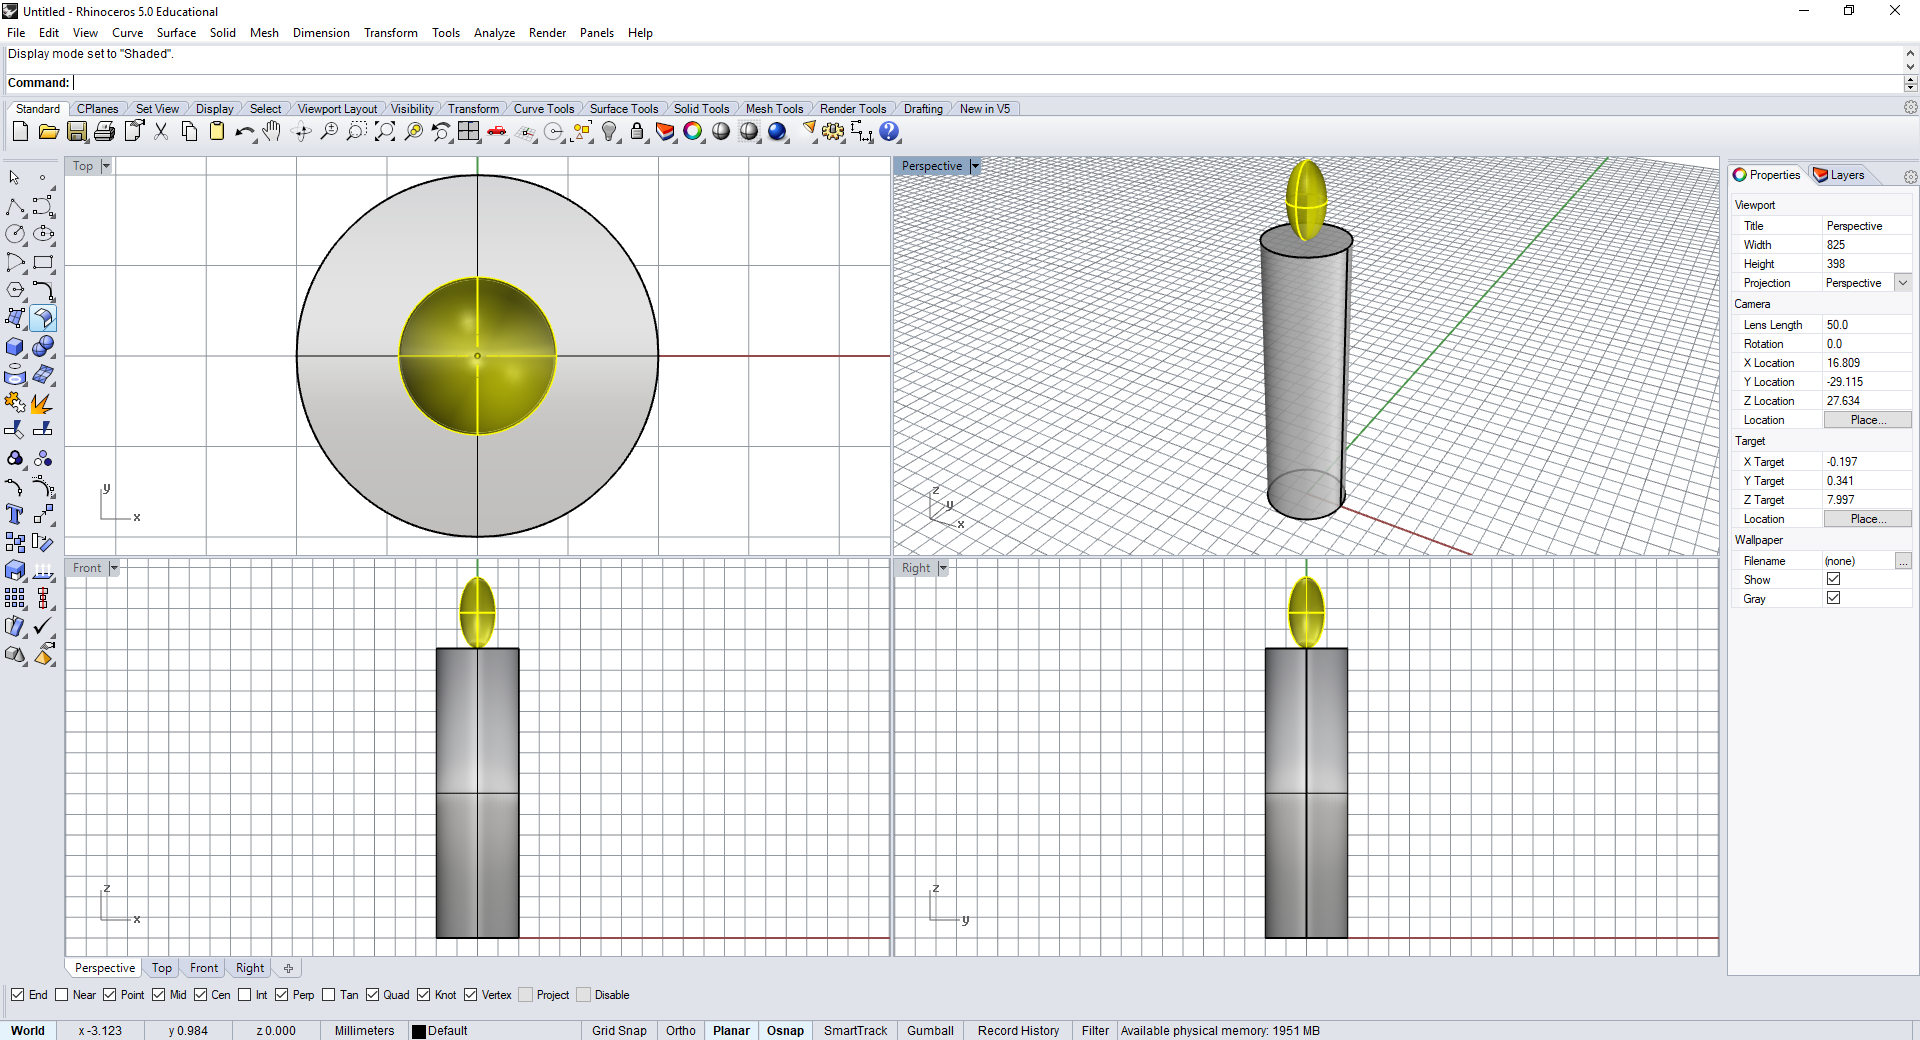 Untitled - Rhinoceros 5.0 Educational
File Edit View Curve Surface Solid Mesh Dimension Transform Tools Analyze Render Panels Help
Display mode set to "Shaded".
Command:
Standard CPlanes Set View Display Select Viewport Layout Visibility Transform Curve Tools Surface Tools Solid Tools Mesh Tools Render Tools Drafting New in V5
Top
y
x
Perspective
z
y
x
Front
z
x
Right
z
y
Properties Layers
Viewport
Title Perspective
Width 825
Height 398
Projection Perspective
Camera
Lens Length 50.0
Rotation 0.0
X Location 16.809
Y Location -29.115
Z Location 27.634
Location Place...
Target
X Target -0.197
Y Target 0.341
Z Target 7.997
Location Place...
Wallpaper
Filename (none) ...
Show
Gray
Perspective Top Front Right
End Near Point Mid Cen Int Perp Tan Quad Knot Vertex Project Disable
World x -3.123 y 0.984 z 0.000 Millimeters Default Grid Snap Ortho Planar Osnap SmartTrack Gumball Record History Filter Available physical memory: 1951 MB